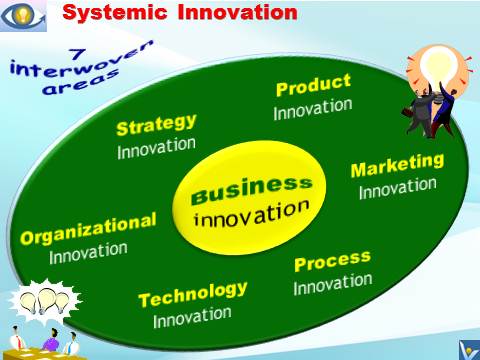 Systemic Innovation
7
interwoven
areas
Product
Innovation
Strategy
Innovation
Marketing
Innovation
Business
innovation
Organizational
Innovation
Process
Innovation
Technology
Innovation